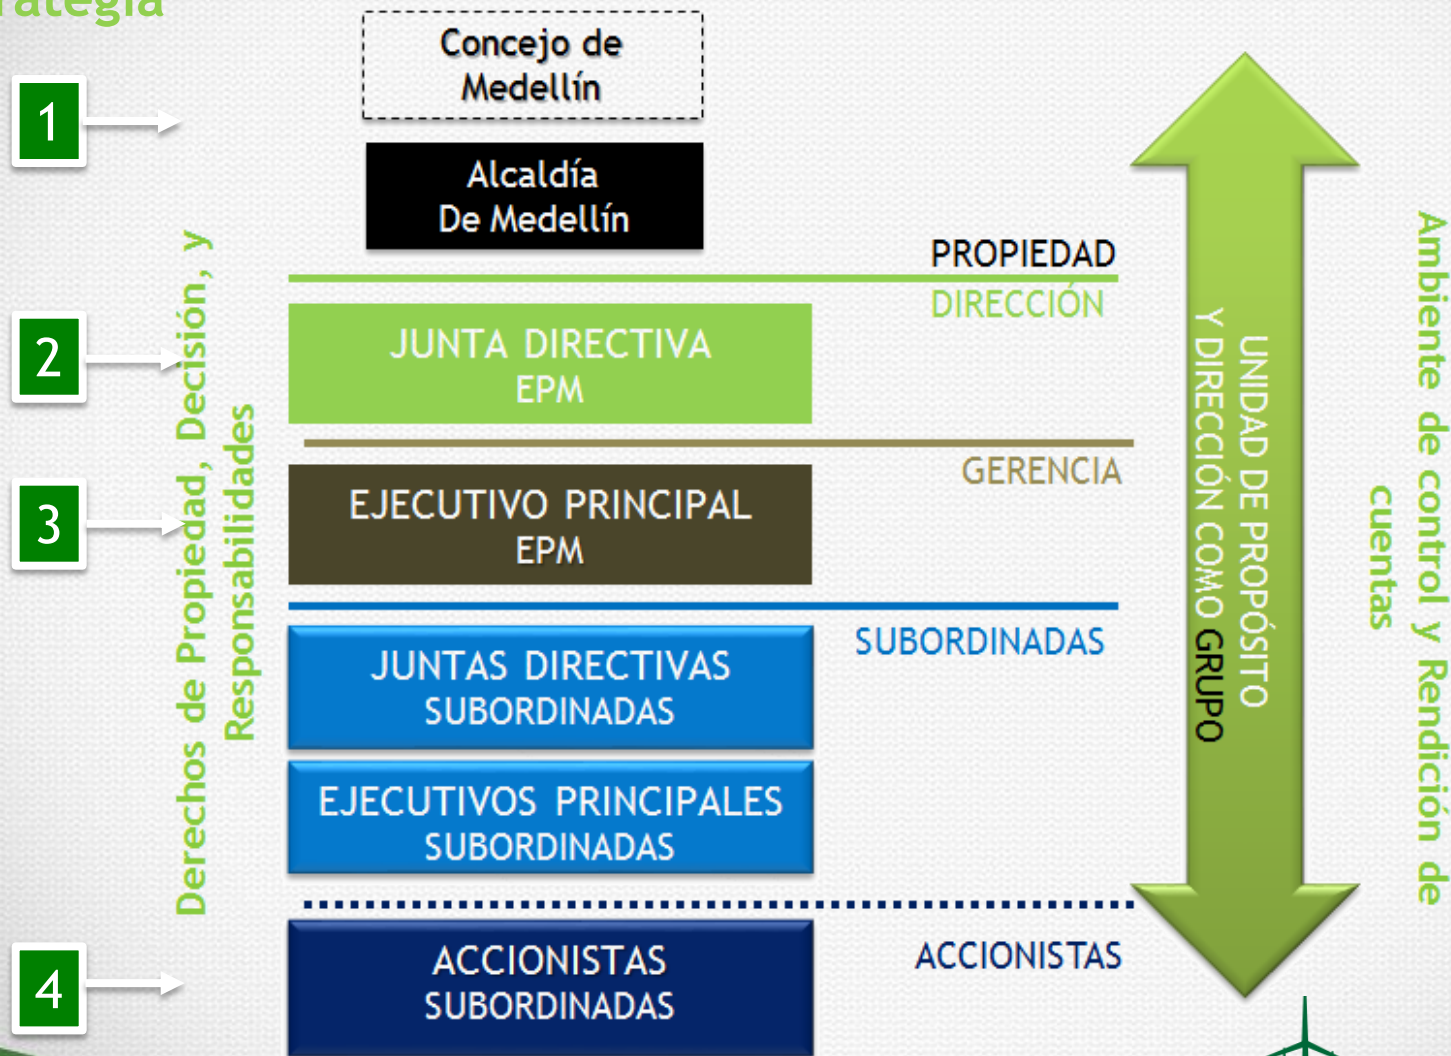 1
Concejo de
Medellín
Alcaldía
De Medellín
PROPIEDAD
DIRECCIÓN
2
JUNTA DIRECTIVA
EPM
GERENCIA
3
EJECUTIVO PRINCIPAL
EPM
SUBORDINADAS
JUNTAS DIRECTIVAS
SUBORDINADAS
EJECUTIVOS PRINCIPALES
SUBORDINADAS
4
ACCIONISTAS
SUBORDINADAS
ACCIONISTAS
Derechos de Propiedad, Decisión, y
Responsabilidades
UNIDAD DE PROPÓSITO
Y DIRECCIÓN COMO GRUPO
Ambiente de control y Rendición de
cuentas